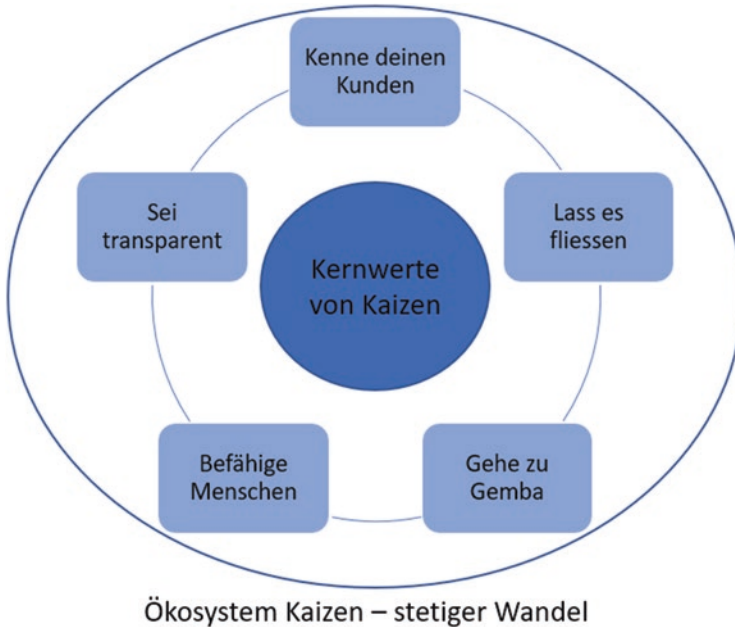 Kenne deinen
Kunden
Lass es
fliessen
Gehe zu
Gemba
Befähige
Menschen
Sei
transparent
Kernwerte
von Kaizen
Ökosystem Kaizen – stetiger Wandel